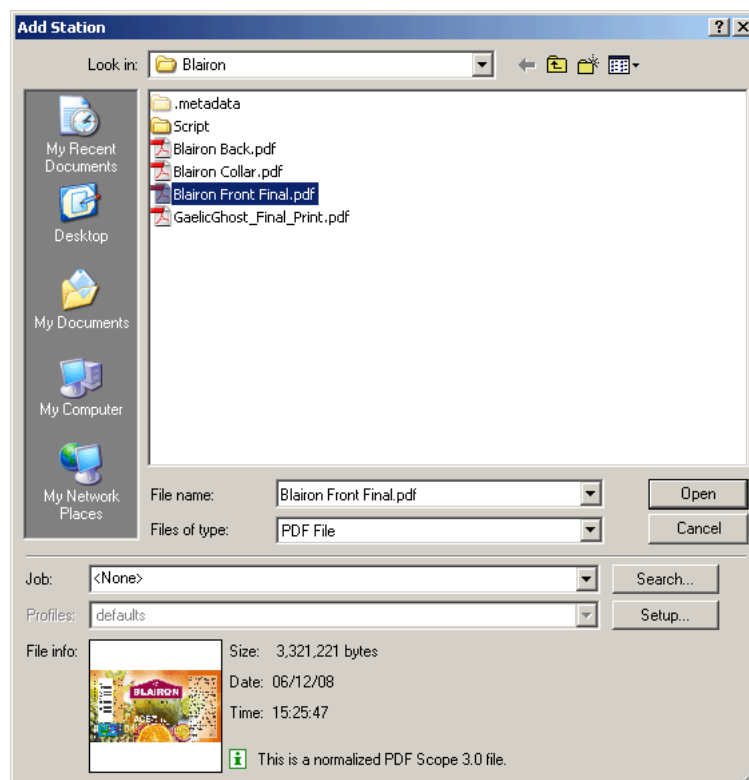 Add Station
Look in: Blairon
.metadata
Script
Blairon Back.pdf
Blairon Collar.pdf
Blairon Front Final.pdf
GaelicGhost_Final_Print.pdf
My Recent
Documents
Desktop
My Documents
My Computer
My Network
Places
File name: Blairon Front Final.pdf Open
Files of type: PDF File Cancel
Job: <None> Search...
Profiles: defaults Setup...
File info: Size: 3,321,221 bytes
Date: 06/12/08
Time: 15:25:47
BLAIRON
This is a normalized PDF Scope 3.0 file.